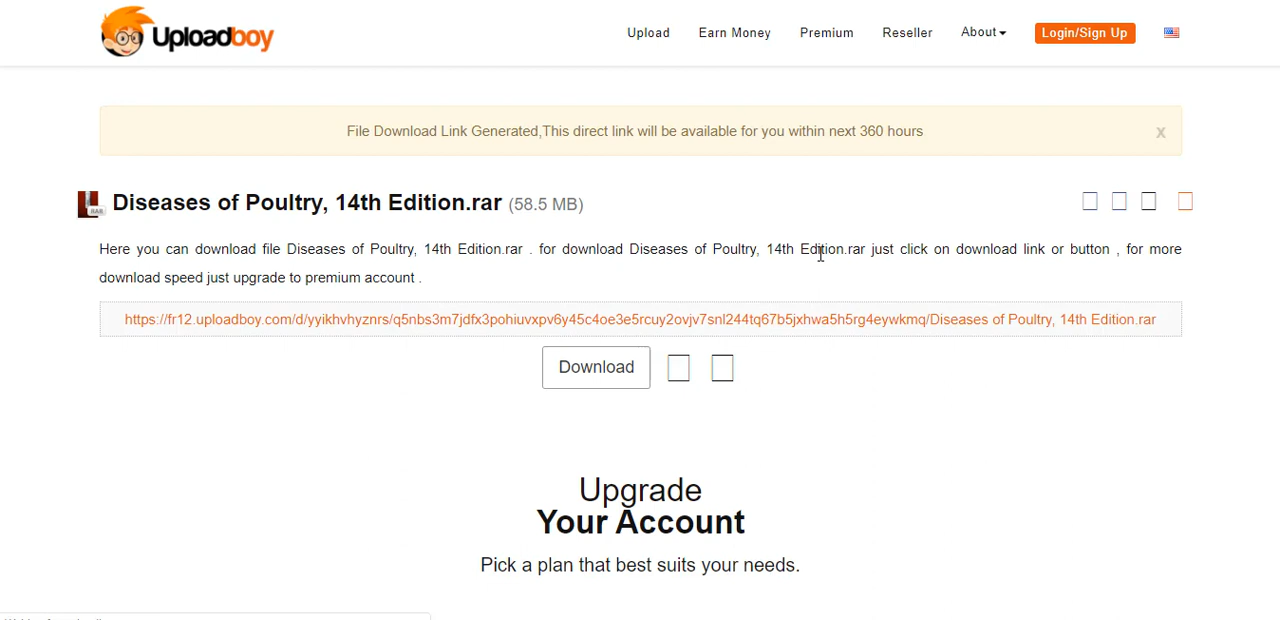 Uploadboy
Upload Earn Money Premium Reseller About Login/Sign Up
File Download Link Generated,This direct link will be available for you within next 360 hours x
Diseases of Poultry, 14th Edition.rar (58.5 MB)
Here you can download file Diseases of Poultry, 14th Edition.rar . for download Diseases of Poultry, 14th Edition.rar just click on download link or button , for more
download speed just upgrade to premium account .
https://fr12.uploadboy.com/d/yyikhvhyznrs/q5nbs3m7jdfx3pohiuvxpv6y45c4oe3e5rcuy2ovjv7snl244tq67b5jxhwa5h5rg4eywkmq/Diseases of Poultry, 14th Edition.rar
Download
Upgrade
Your Account
Pick a plan that best suits your needs.